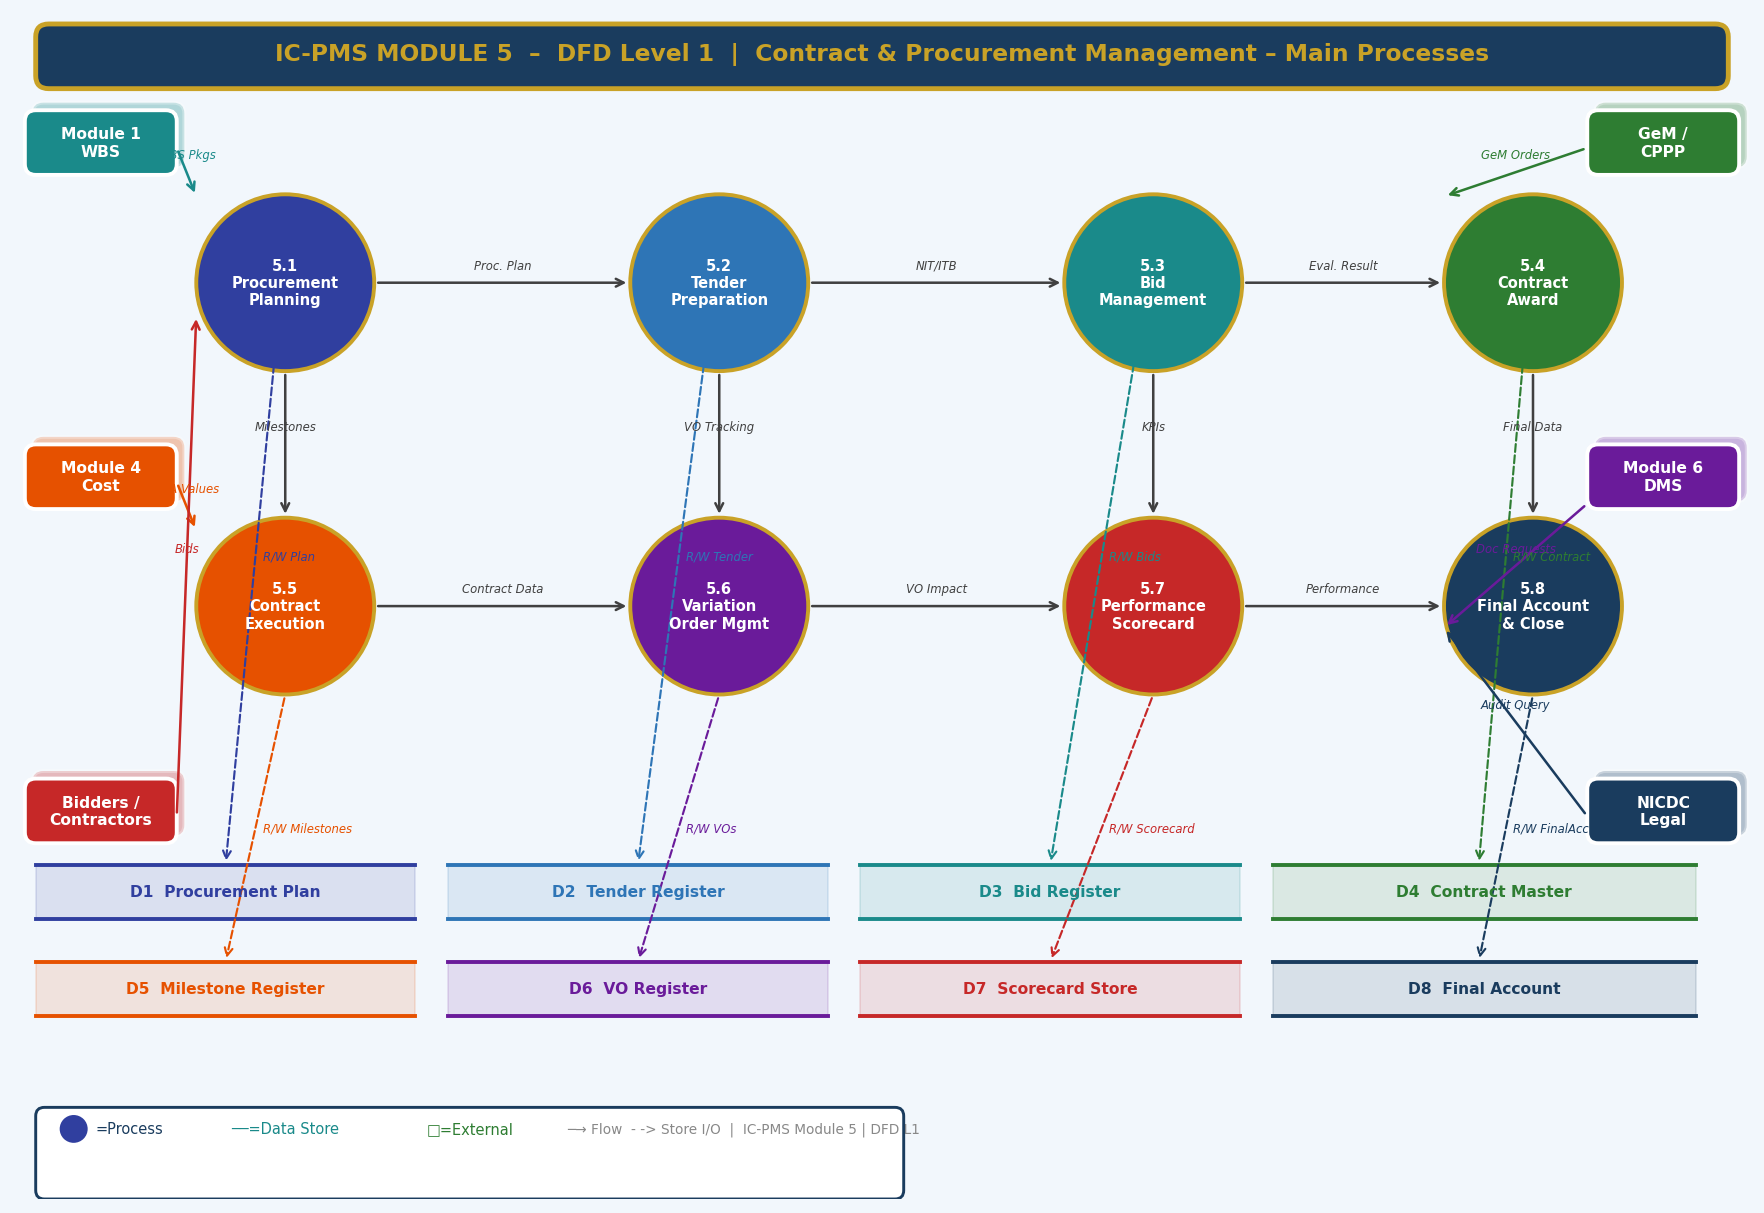 IC-PMS MODULE 5 – DFD Level 1 | Contract & Procurement Management – Main Processes
Module 1
WBS
Pkgs
GeM Orders
GeM /
CPPP
5.1
Procurement
Planning
Proc. Plan
5.2
Tender
Preparation
NIT/ITB
5.3
Bid
Management
Eval. Result
5.4
Contract
Award
Milestones
VO Tracking
KPIs
Final Data
Module 4
Cost
Values
Module 6
DMS
Bids
R/W Plan
R/W Tender
R/W Bids
Doc
R/W Contract
5.5
Contract
Execution
Contract Data
5.6
Variation
Order Mgmt
VO Impact
5.7
Performance
Scorecard
Performance
5.8
Final Account
& Close
Audit Query
Bidders /
Contractors
R/W Milestones
R/W VOs
R/W Scorecard
R/W
NICDC
Legal
D1 Procurement Plan
D2 Tender Register
D3 Bid Register
D4 Contract Master
D5 Milestone Register
D6 VO Register
D7 Scorecard Store
D8 Final Account
=Process
──=Data Store
□=External
─→ Flow - -> Store I/O | IC-PMS Module 5 | DFD L1